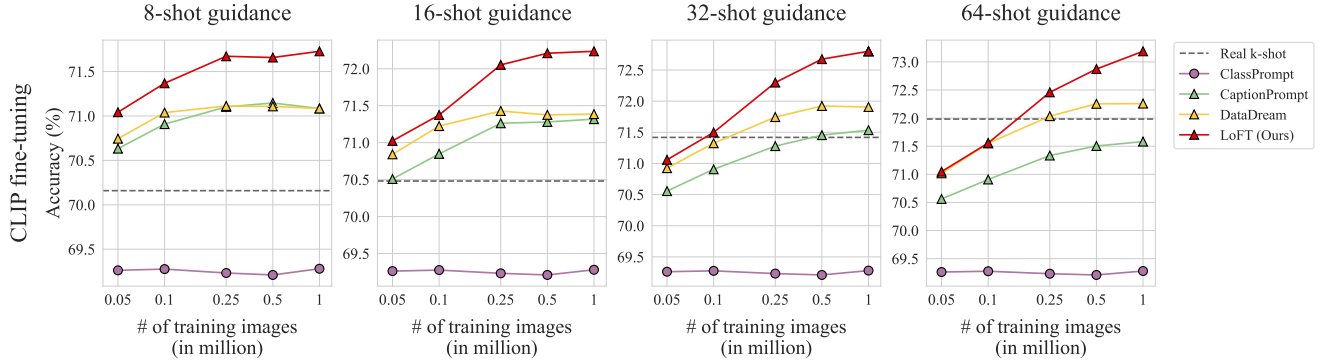 8-shot guidance
16-shot guidance
32-shot guidance
64-shot guidance
CLIP fine-tuning
Accuracy (%)
71.5
71.0
70.5
70.0
69.5
0.05
0.1
0.25
0.5
1
# of training images
(in million)
72.0
71.5
71.0
70.5
70.0
69.5
0.05
0.1
0.25
0.5
1
# of training images
(in million)
72.5
72.0
71.5
71.0
70.5
70.0
69.5
0.05
0.1
0.25
0.5
1
# of training images
(in million)
73.0
72.5
72.0
71.5
71.0
70.5
70.0
69.5
0.05
0.1
0.25
0.5
1
# of training images
(in million)
Real k-shot
ClassPrompt
CaptionPrompt
DataDream
LoFT (Ours)